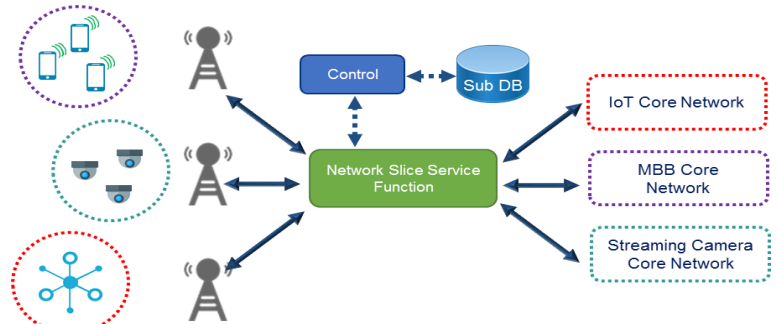 Control
Sub DB
IoT Core Network
Network Slice Service
Function
MBB Core
Network
Streaming Camera
Core Network